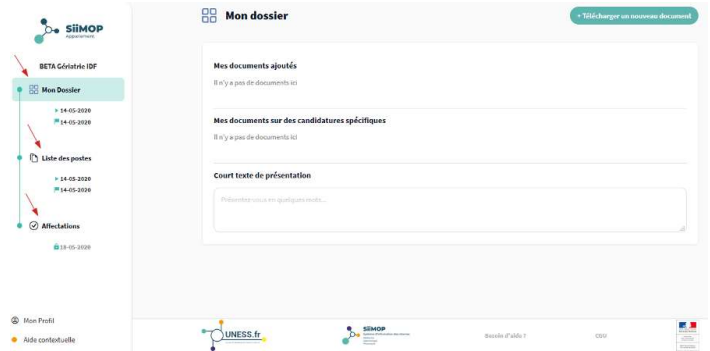 SiiMOP
Appariement
BETA Gériatrie IDF
Mon Dossier
14-05-2020
14-05-2020
Liste des postes
14-05-2020
14-05-2020
Affectations
18-05-2020
Mon Profil
Aide contextuelle
Mon dossier
+ Télécharger un nouveau document
Mes documents ajoutés
Il n'y a pas de documents ici
Mes documents sur des candidatures spécifiques
Il n'y a pas de documents ici
Court texte de présentation
Présentez-vous en quelques mots...
UNESS.fr
SiiMOP
Besoin d'aide ?
CGU